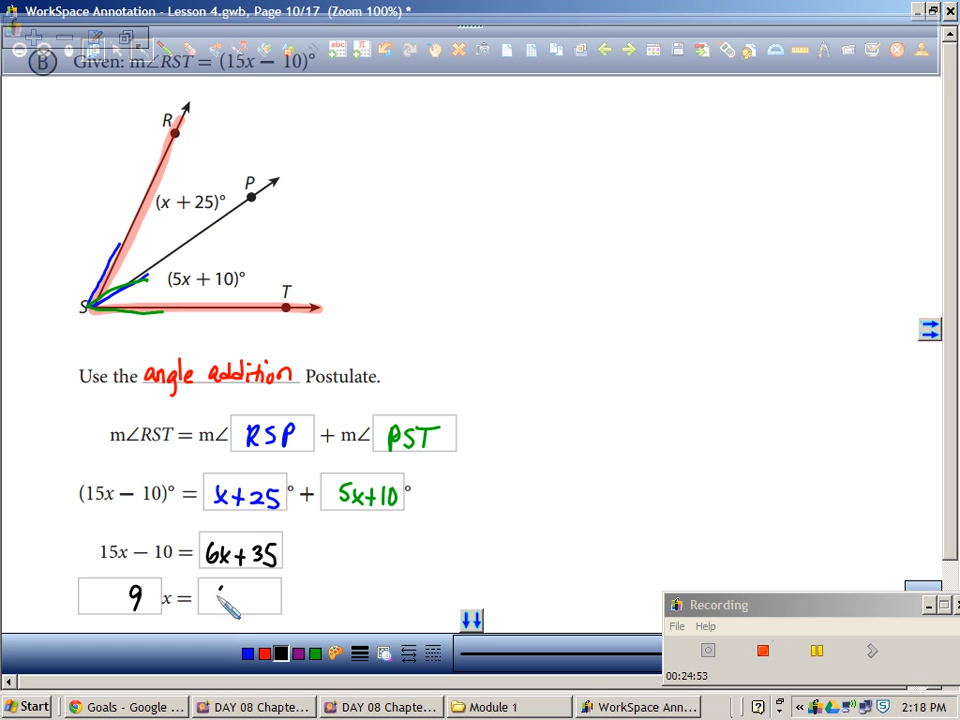 WorkSpace Annotation - Lesson 4.gwb, Page 10/17 (Zoom 100%) *
B Given: m∠RST = (15x − 10)°
R
P
(x + 25)°
(5x + 10)°
S
T
Use the angle addition Postulate.
m∠RST = m∠ RSP + m∠ PST
(15x − 10)° = x+25 ° + 5x+10 °
15x − 10 = 6x+35
9 x =
Recording
File Help
00:24:53
Start
Goals - Google ...
DAY 08 Chapte...
DAY 08 Chapte...
Module 1
WorkSpace Ann...
2:18 PM